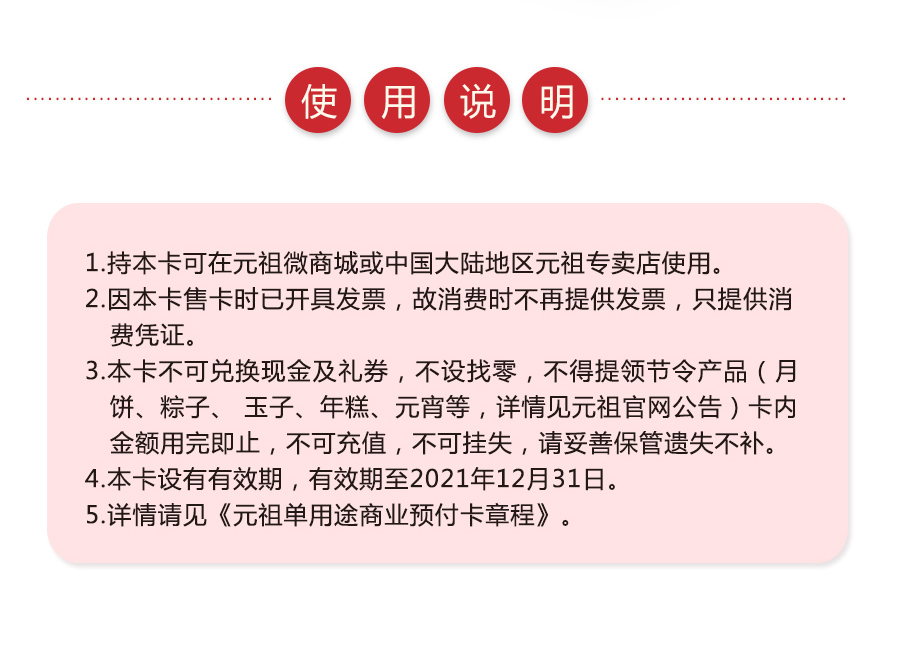 使用说明
1.持本卡可在元祖微商城或中国大陆地区元祖专卖店使用。
2.因本卡售卡时已开具发票，故消费时不再提供发票，只提供消
费凭证。
3.本卡不可兑换现金及礼券，不设找零，不得提领节令产品（月
饼、粽子、 玉子、年糕、元宵等，详情见元祖官网公告）卡内
金额用完即止，不可充值，不可挂失，请妥善保管遗失不补。
4.本卡设有有效期，有效期至2021年12月31日。
5.详情请见《元祖单用途商业预付卡章程》。